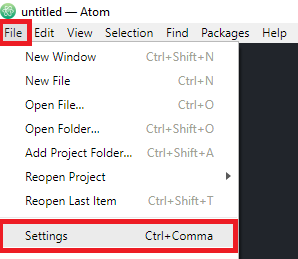 untitled — Atom
File Edit View Selection Find Packages Help
New Window Ctrl+Shift+N
New File Ctrl+N
Open File... Ctrl+O
Open Folder... Ctrl+Shift+O
Add Project Folder... Ctrl+Shift+A
Reopen Project
Reopen Last Item Ctrl+Shift+T
Settings Ctrl+Comma